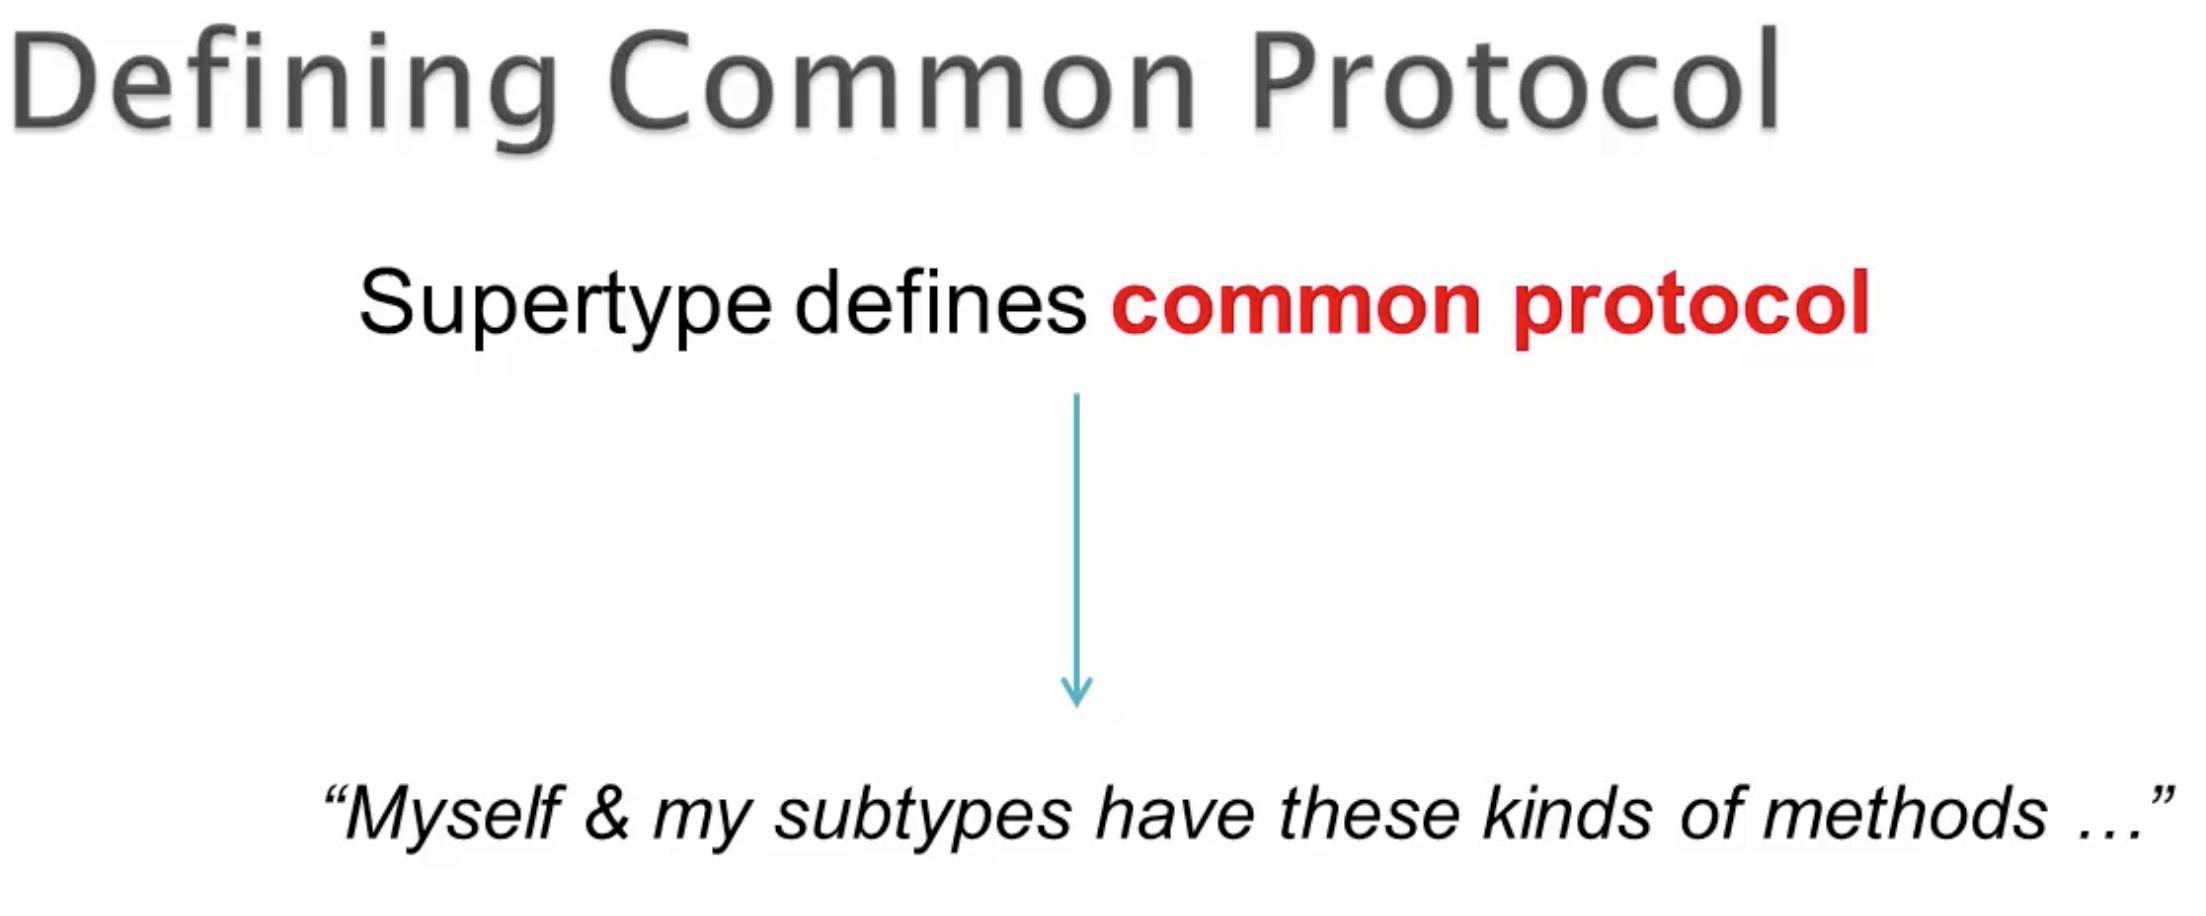 Defining Common Protocol
Supertype defines common protocol
“Myself & my subtypes have these kinds of methods …”